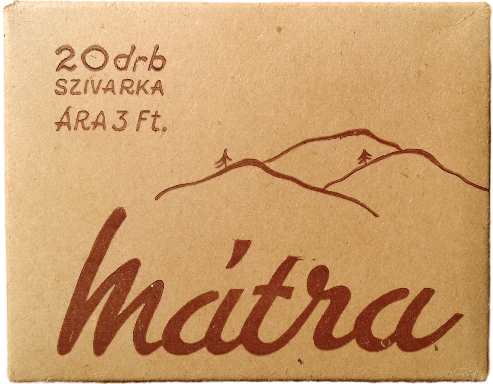 20 drb
SZIVARKA
ÁRA 3 Ft.
Mátra